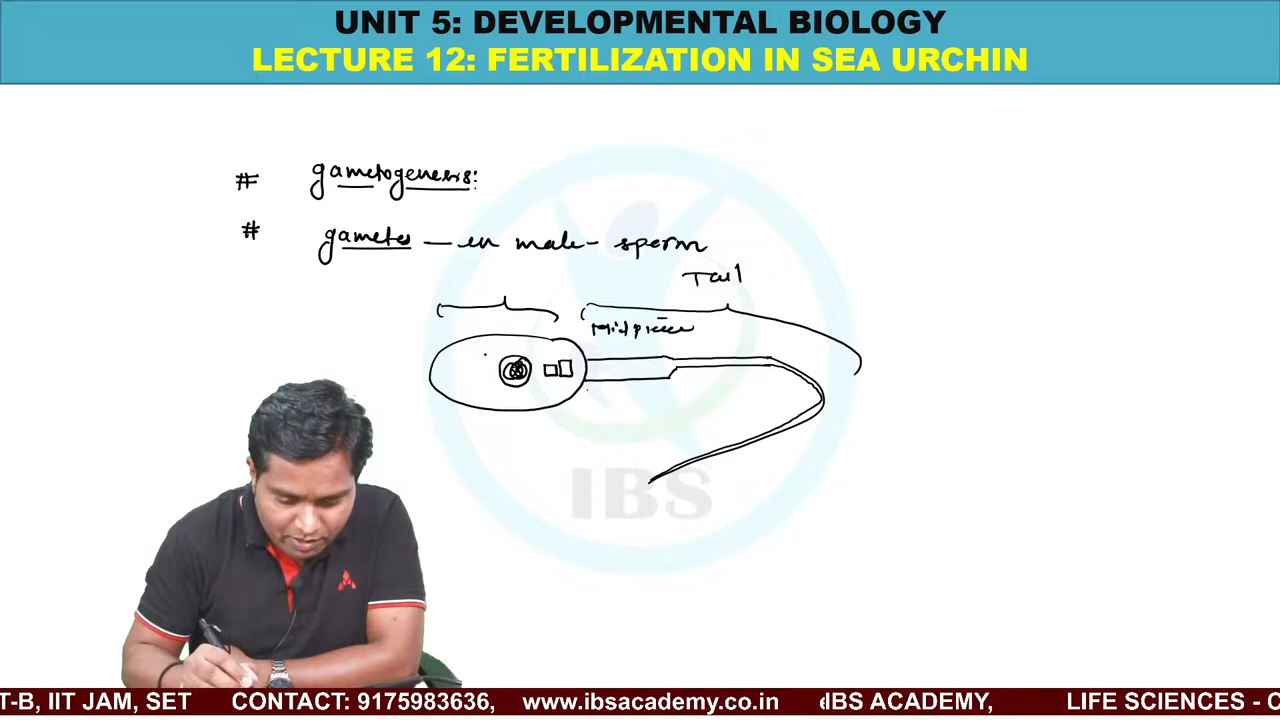 UNIT 5: DEVELOPMENTAL BIOLOGY
LECTURE 12: FERTILIZATION IN SEA URCHIN
# gametogenesis:
# gametes — in male - sperm
Tail
Midpiece
IBS
T-B, IIT JAM, SET CONTACT: 9175983636, www.ibsacademy.co.in IBS ACADEMY, LIFE SCIENCES - C